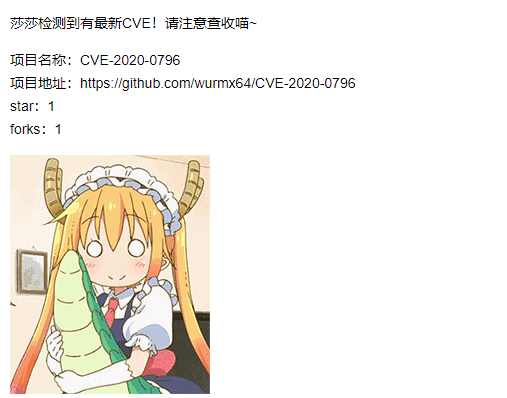 莎莎检测到有最新CVE！请注意查收喵~
项目名称：CVE-2020-0796
项目地址：https://github.com/wurmx64/CVE-2020-0796
star：1
forks：1